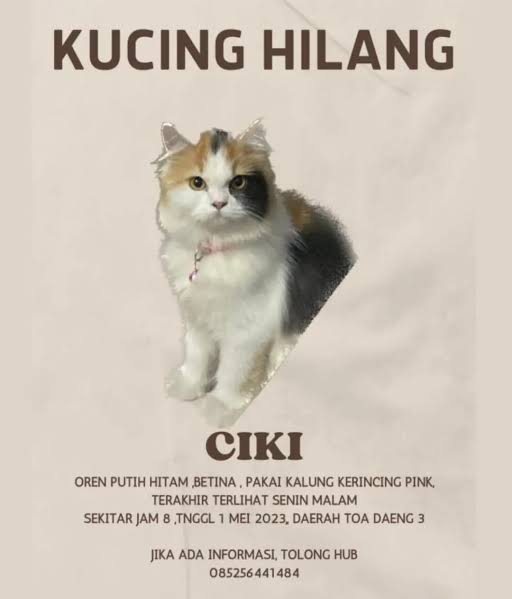 KUCING HILANG
CIKI
OREN PUTIH HITAM ,BETINA , PAKAI KALUNG KERINCING PINK,
TERAKHIR TERLIHAT SENIN MALAM
SEKITAR JAM 8 ,TNGGL 1 MEI 2023,, DAERAH TOA DAENG 3
JIKA ADA INFORMASI, TOLONG HUB
085256441484